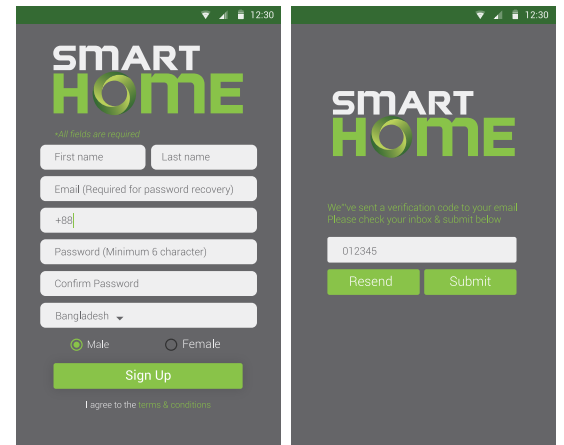 12:30
SMART
HOME
*All fields are required
First name Last name
Email (Required for password recovery)
+88
Password (Minimum 6 character)
Confirm Password
Bangladesh
Male Female
Sign Up
I agree to the terms & conditions
12:30
SMART
HOME
We"ve sent a verification code to your email
Please check your inbox & submit below
012345
Resend Submit